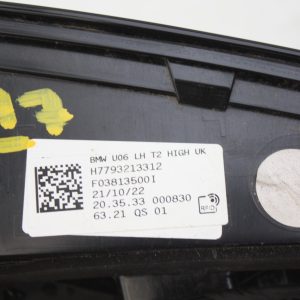 BMW U06 LH T2 HIGH UK
H7793213312
F038135001
21/10/22
20.35.33 000830
63.21 QS 01
RFID